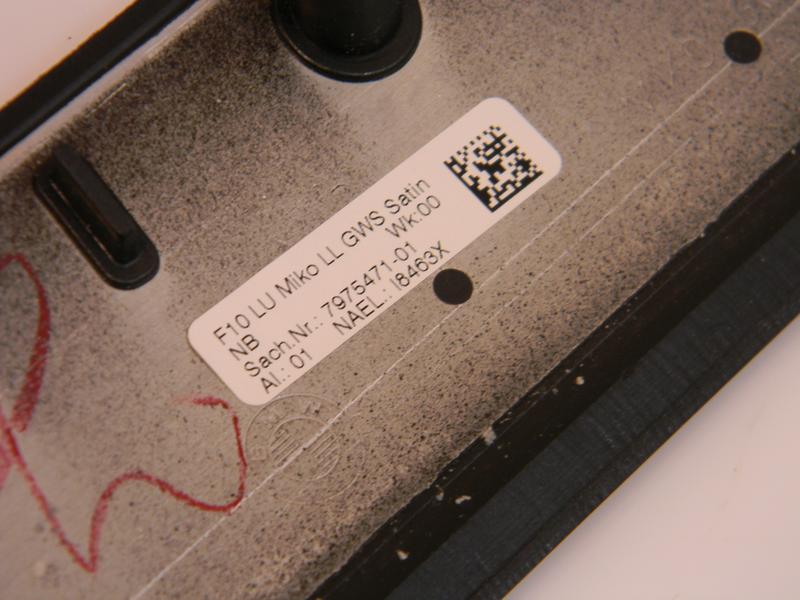 F10 LU Miko LL GWS Satin
NB Wk:00
Sach.Nr.: 7975471-01
AI.: 01 NAEL.: I8463X